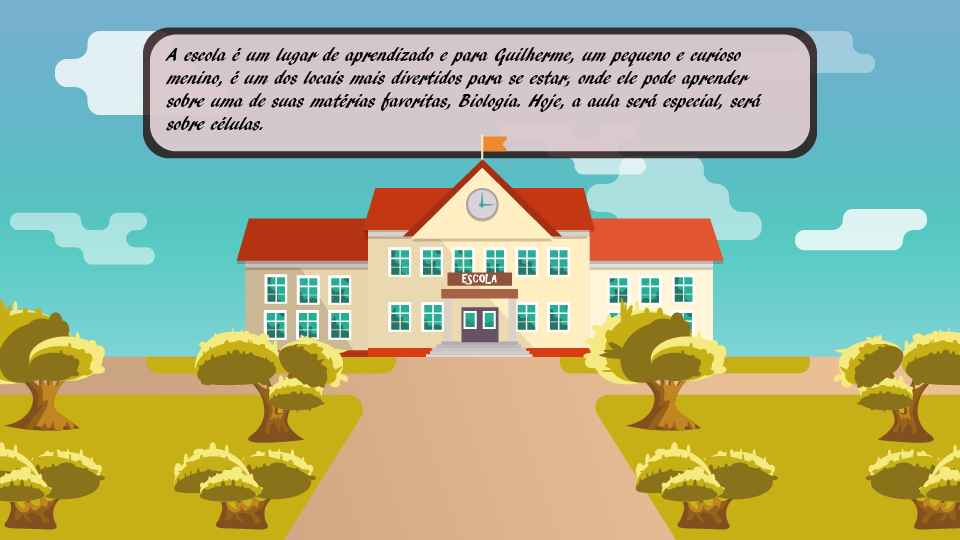 A escola é um lugar de aprendizado e para Guilherme, um pequeno e curioso
menino, é um dos locais mais divertidos para se estar, onde ele pode aprender
sobre uma de suas matérias favoritas, Biologia. Hoje, a aula será especial, será
sobre células.
ESCOLA